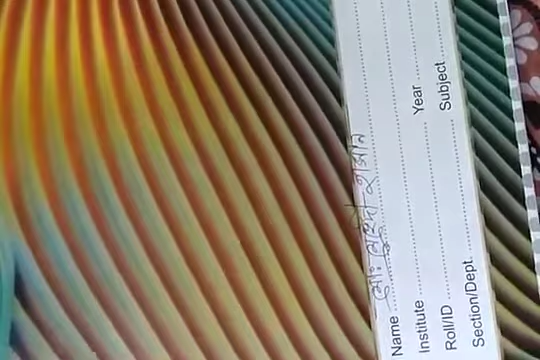 Name মোঃ মেহেদী হাসান
Institute Year
Roll/ID Subject
Section/Dept.